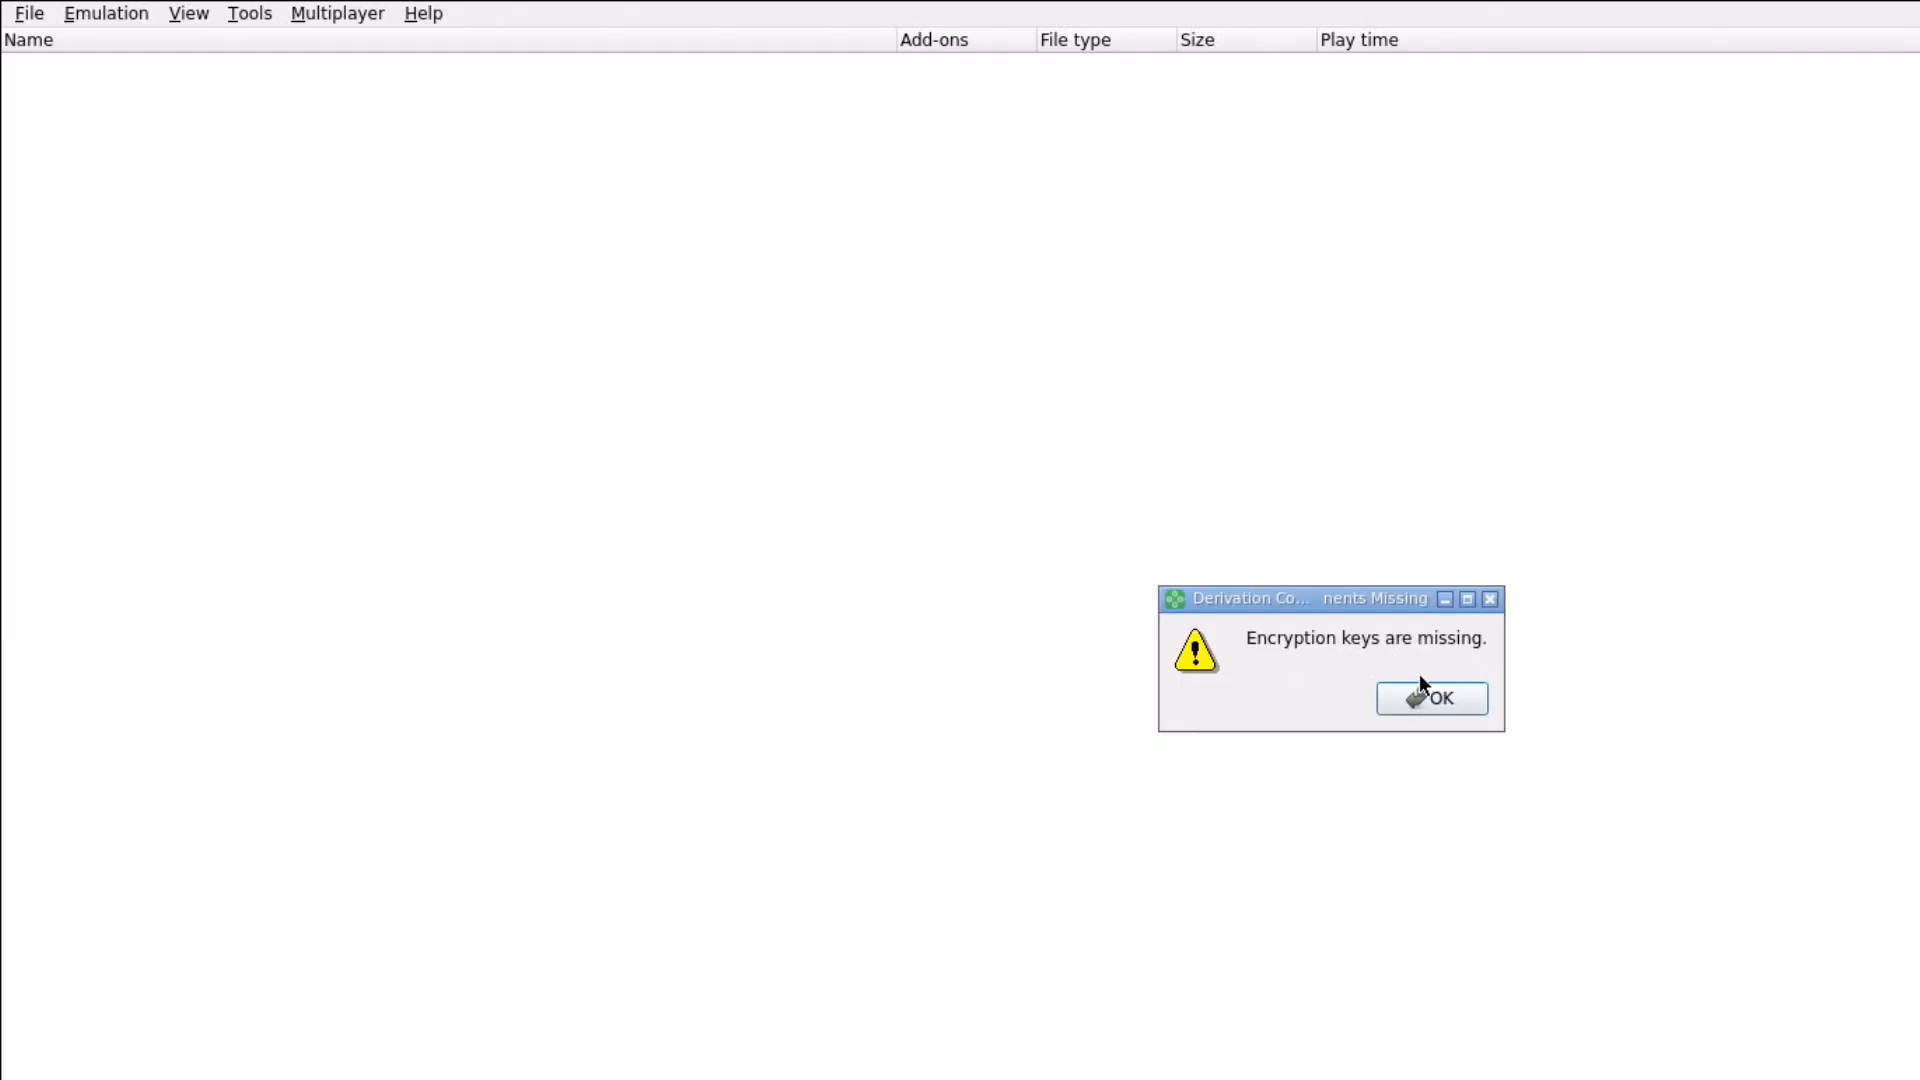 File Emulation View Tools Multiplayer Help
Name Add-ons File type Size Play time
Derivation Co... nents Missing
Encryption keys are missing.
OK